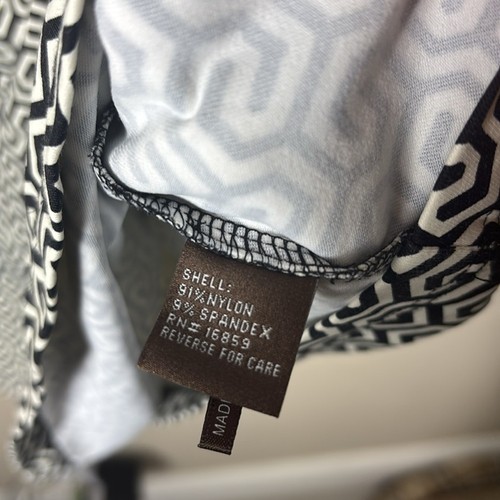 SHELL:
91% NYLON
9% SPANDEX
RN# 16859
REVERSE FOR CARE
MAD